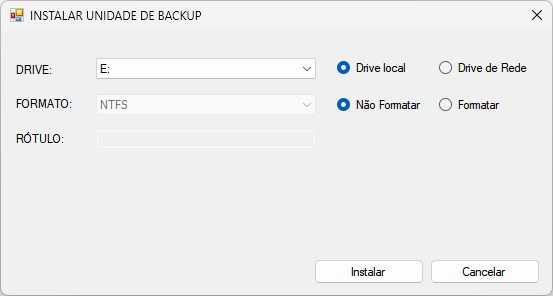 INSTALAR UNIDADE DE BACKUP
DRIVE: E: Drive local Drive de Rede
FORMATO: NTFS Não Formatar Formatar
RÓTULO:
Instalar Cancelar